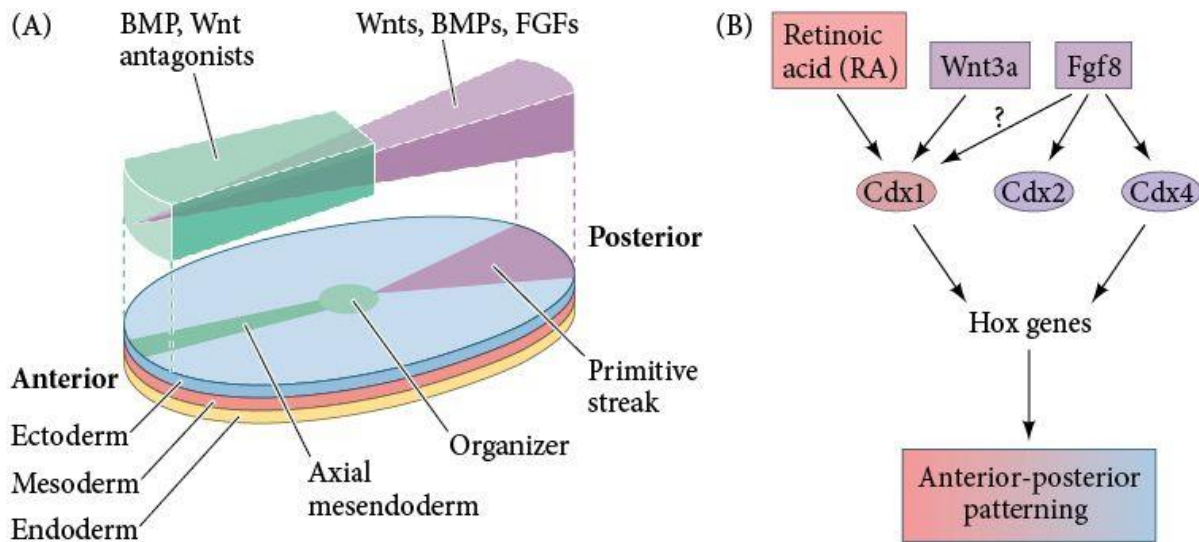 (A)
BMP, Wnt
antagonists
Wnts, BMPs, FGFs
Posterior
Anterior
Primitive
streak
Organizer
Axial
mesendoderm
Ectoderm
Mesoderm
Endoderm
(B)
Retinoic
acid (RA)
Wnt3a
Fgf8
?
Cdx1
Cdx2
Cdx4
Hox genes
Anterior-posterior
patterning